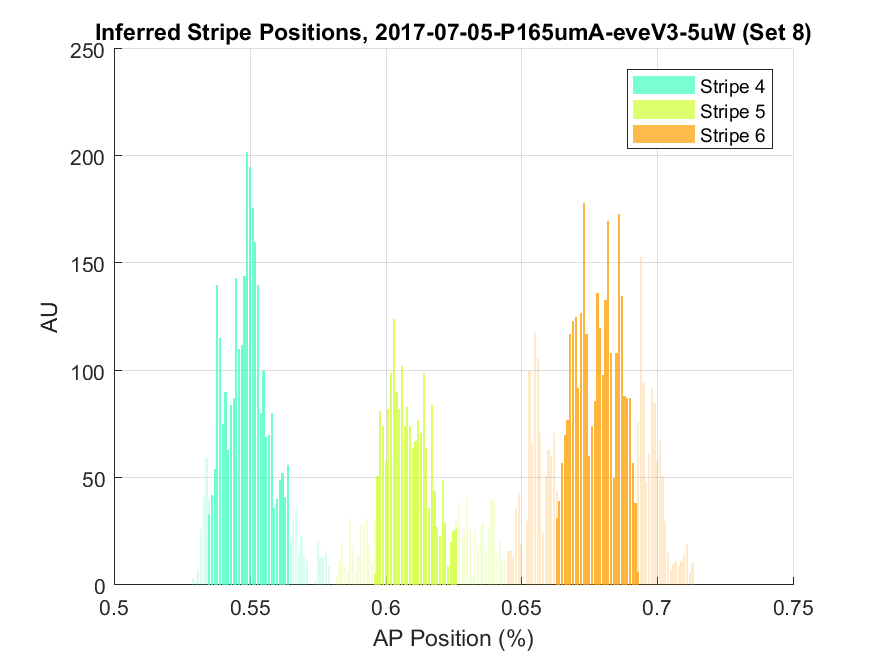 Inferred Stripe Positions, 2017-07-05-P165umA-eveV3-5uW (Set 8)
250
200
150
100
50
0
AU
Stripe 4
Stripe 5
Stripe 6
0.5 0.55 0.6 0.65 0.7 0.75
AP Position (%)